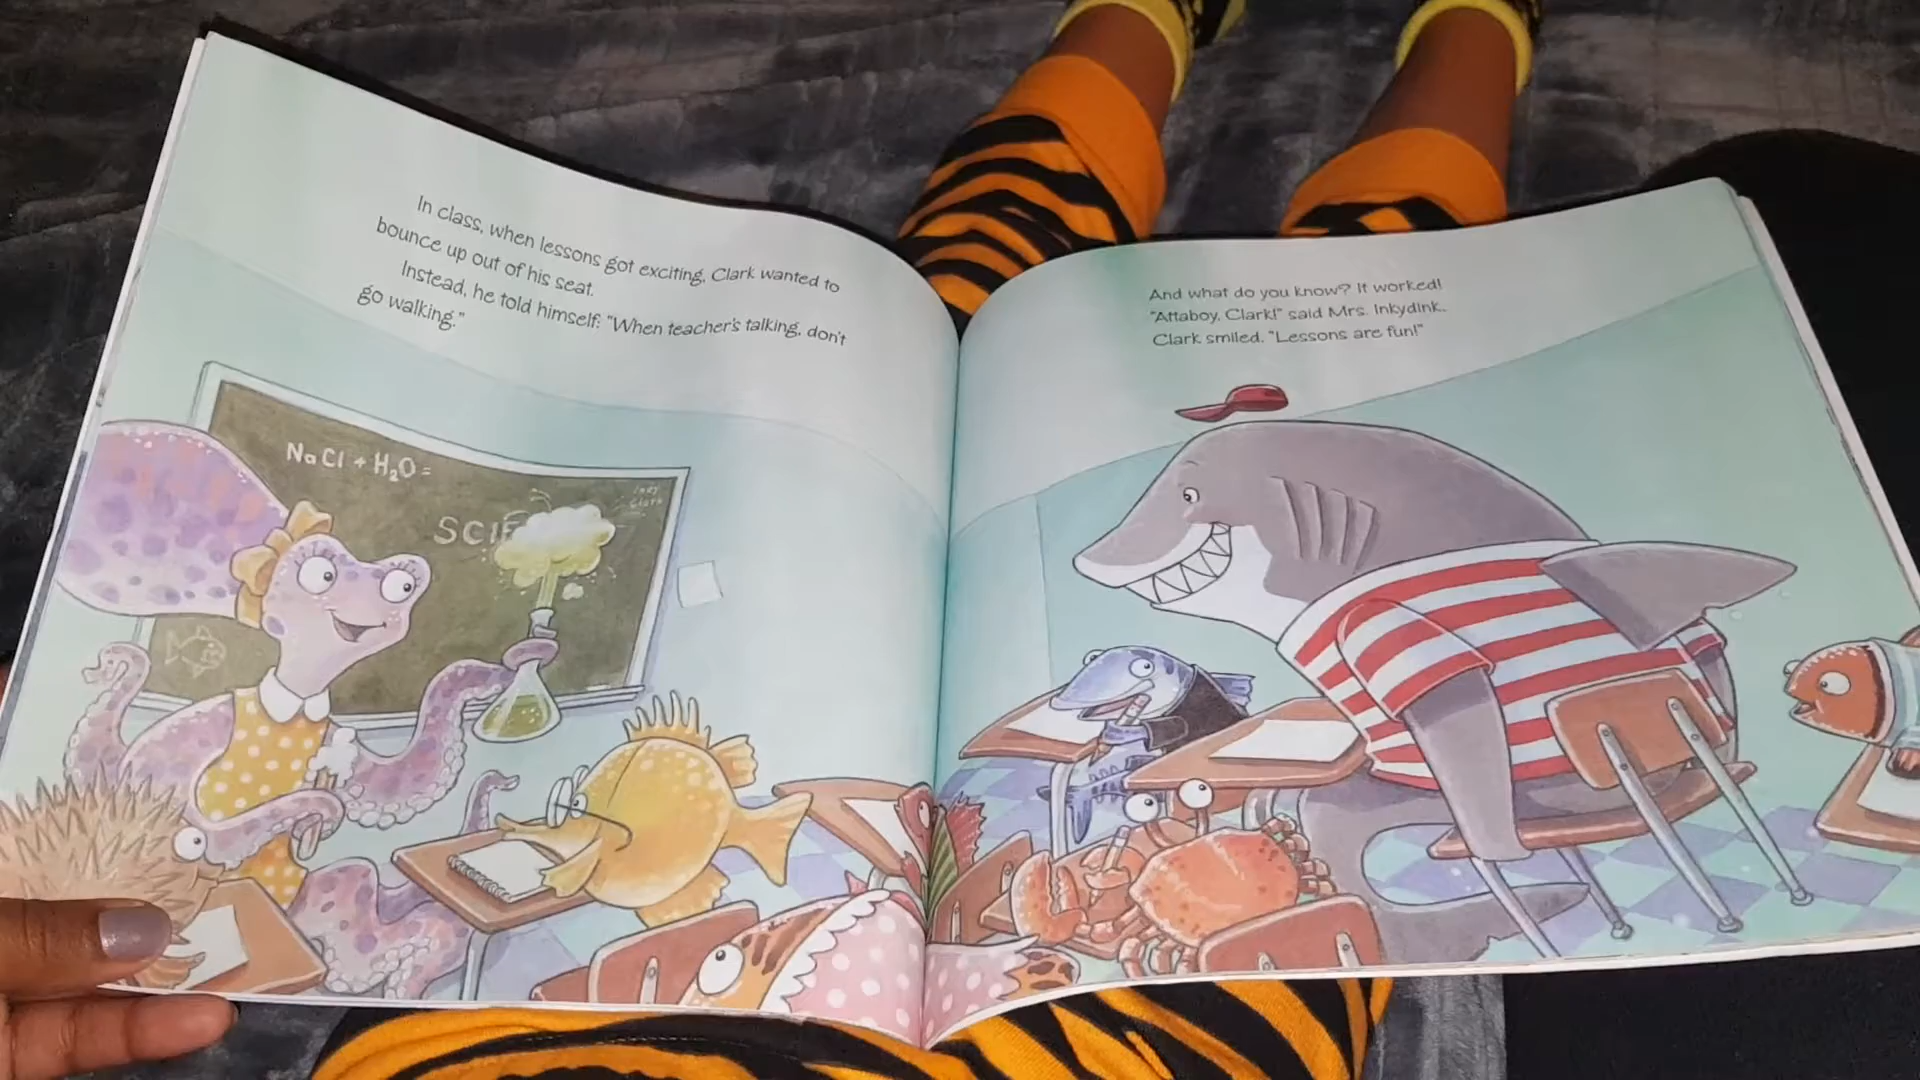 In class, when lessons got exciting, Clark wanted to
bounce up out of his seat.
Instead, he told himself: "When teacher's talking, don't
go walking."
And what do you know? It worked!
"Attaboy, Clark!" said Mrs. Inkydink.
Clark smiled. "Lessons are fun!"
NaCl + H₂O =
SCIE